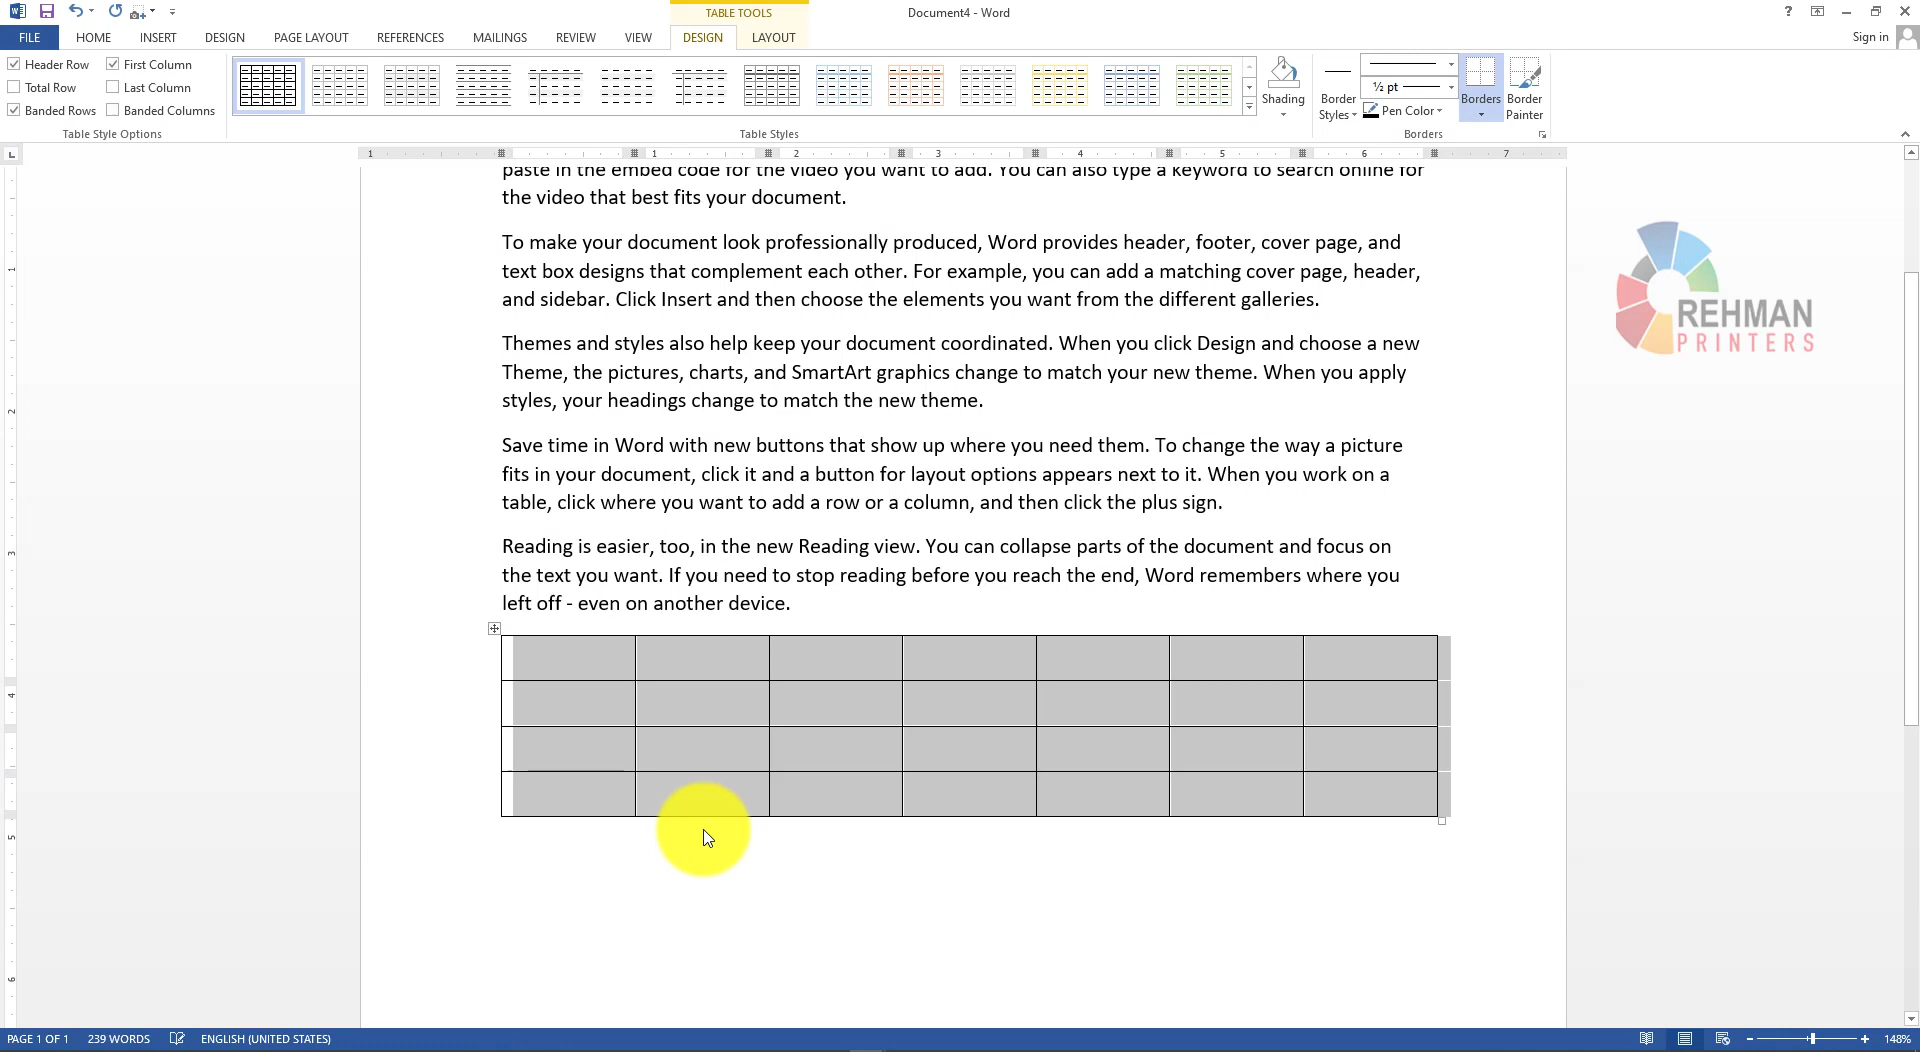 TABLE TOOLS
Document4 - Word
?
FILE HOME INSERT DESIGN PAGE LAYOUT REFERENCES MAILINGS REVIEW VIEW DESIGN LAYOUT
Sign in
Header Row First Column
Total Row Last Column
Banded Rows Banded Columns
Table Style Options
Table Styles
Shading
Border Styles
½ pt
Pen Color
Borders
Border Painter
Borders
1 1 2 3 4 5 6 7
1
2
3
4
5
6
paste in the embed code for the video you want to add. You can also type a keyword to search online for
the video that best fits your document.
To make your document look professionally produced, Word provides header, footer, cover page, and
text box designs that complement each other. For example, you can add a matching cover page, header,
and sidebar. Click Insert and then choose the elements you want from the different galleries.
Themes and styles also help keep your document coordinated. When you click Design and choose a new
Theme, the pictures, charts, and SmartArt graphics change to match your new theme. When you apply
styles, your headings change to match the new theme.
Save time in Word with new buttons that show up where you need them. To change the way a picture
fits in your document, click it and a button for layout options appears next to it. When you work on a
table, click where you want to add a row or a column, and then click the plus sign.
Reading is easier, too, in the new Reading view. You can collapse parts of the document and focus on
the text you want. If you need to stop reading before you reach the end, Word remembers where you
left off - even on another device.
REHMAN
PRINTERS
PAGE 1 OF 1 239 WORDS ENGLISH (UNITED STATES)
148%